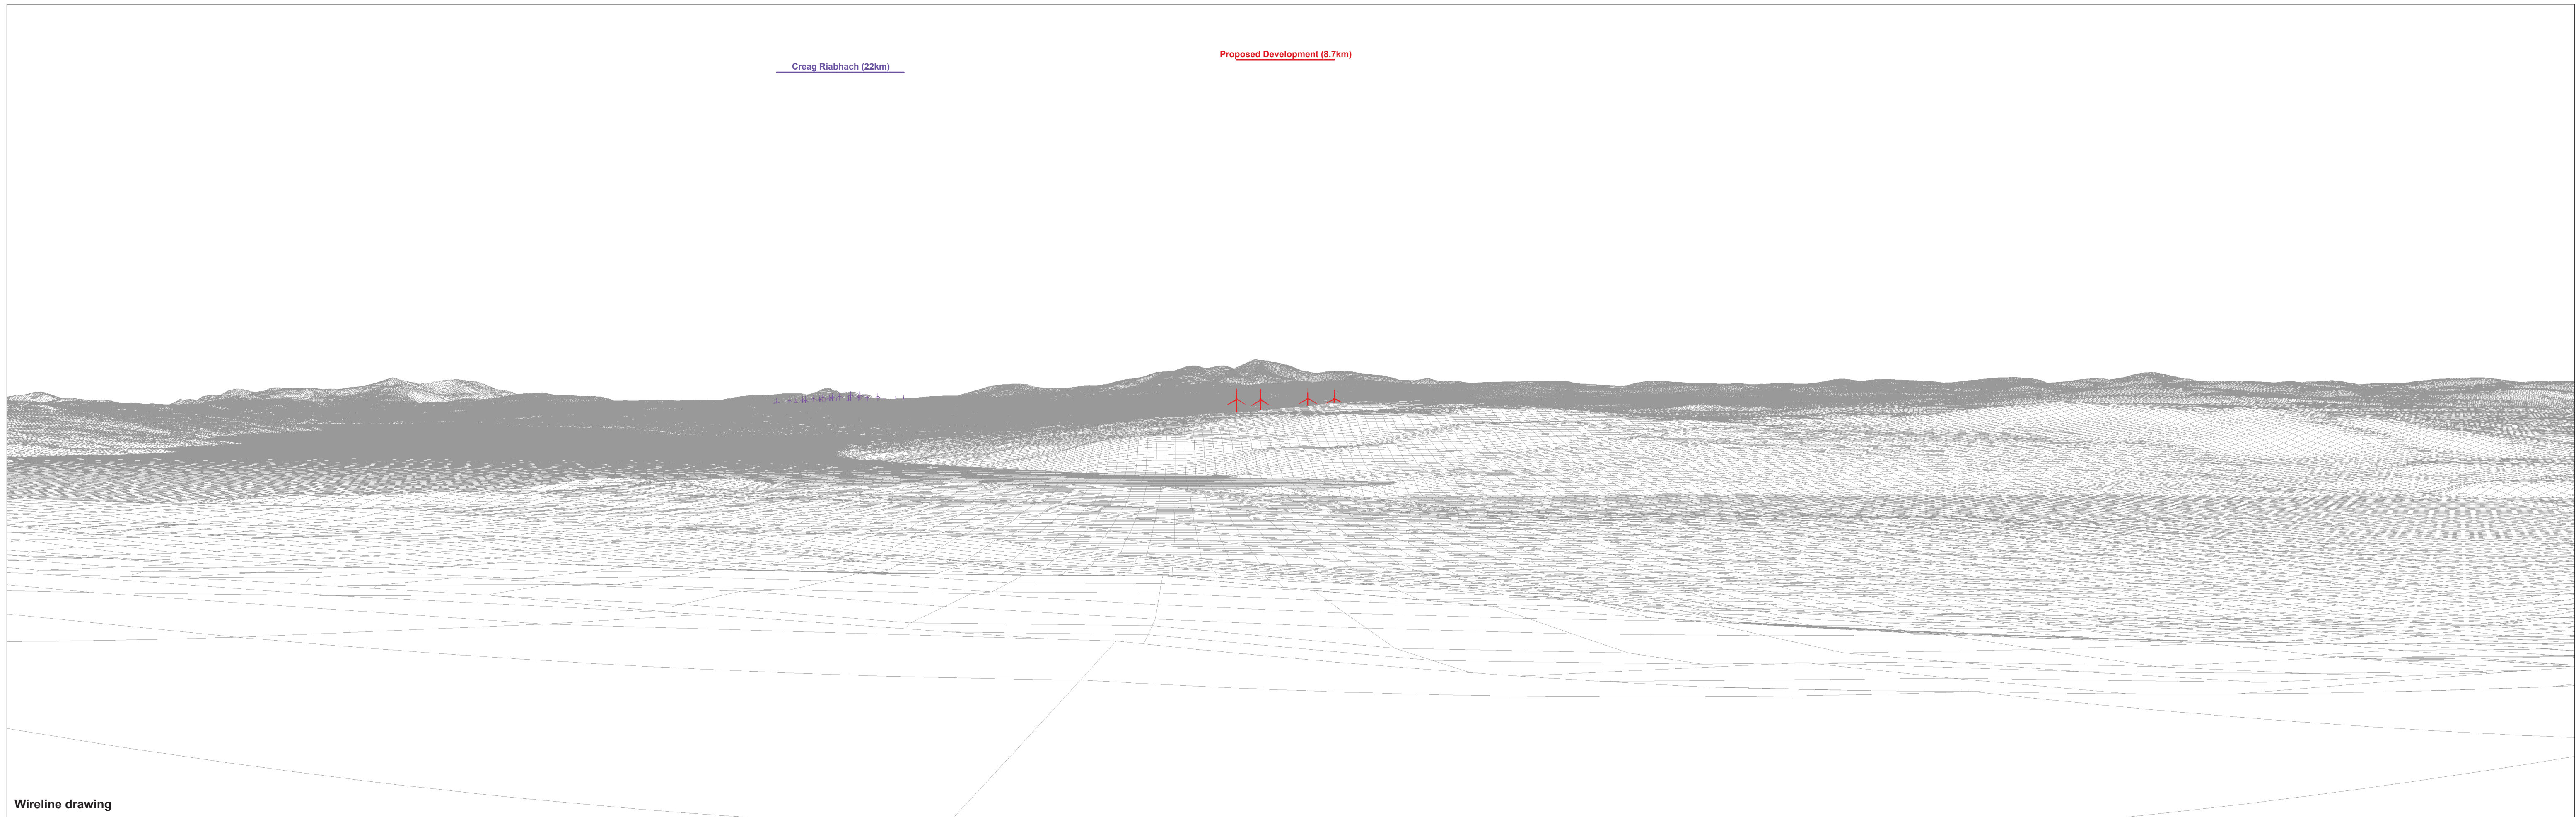 Proposed Development (8.7km)
Creag Riabhach (22km)
Wireline drawing